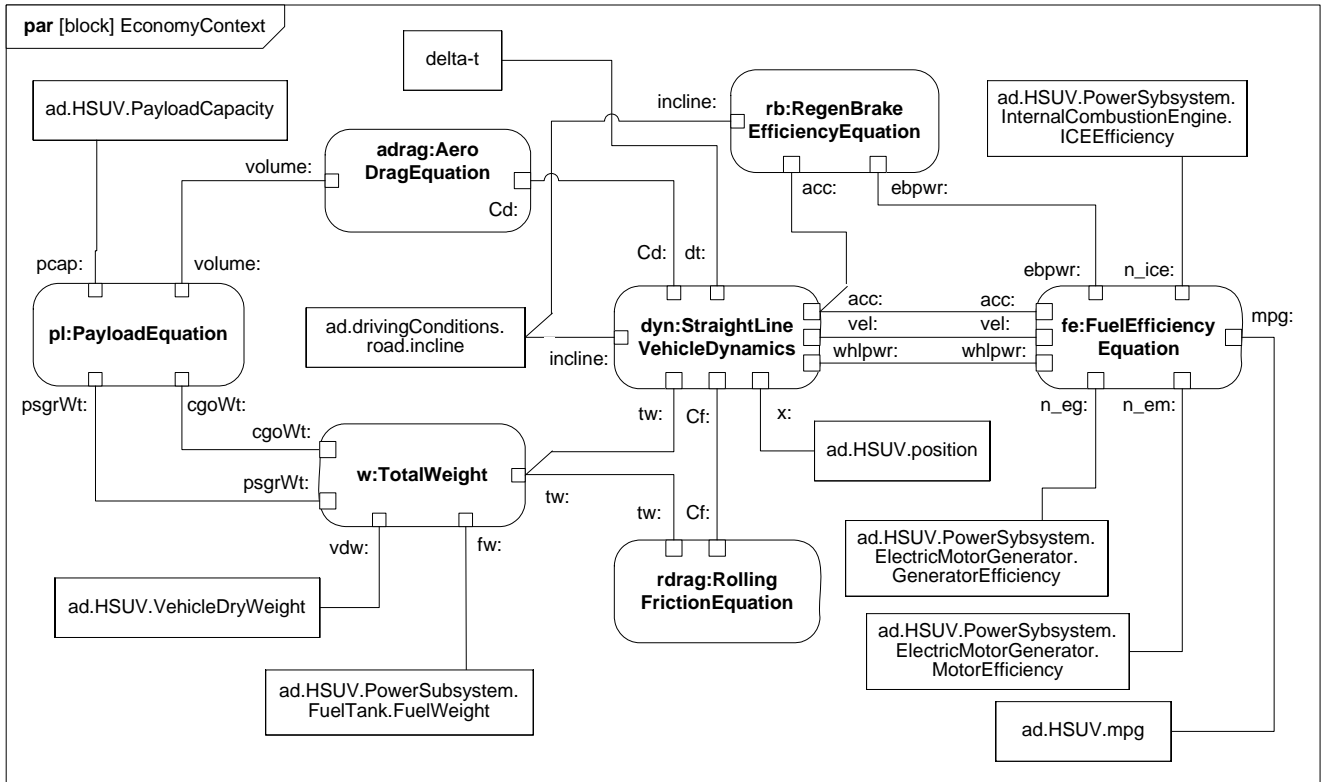 par [block] EconomyContext
delta-t
ad.HSUV.PayloadCapacity
incline:
rb:RegenBrake
EfficiencyEquation
ad.HSUV.PowerSybsystem.
InternalCombustionEngine.
ICEEfficiency
adrag:Aero
DragEquation
volume:
Cd:
acc:
ebpwr:
pcap:
volume:
Cd:
dt:
ebpwr:
n_ice:
pl:PayloadEquation
ad.drivingConditions.
road.incline
incline:
dyn:StraightLine
VehicleDynamics
acc:
vel:
whlpwr:
acc:
vel:
whlpwr:
fe:FuelEfficiency
Equation
mpg:
psgrWt:
cgoWt:
cgoWt:
psgrWt:
w:TotalWeight
tw:
tw:
Cf:
x:
n_eg:
n_em:
ad.HSUV.position
tw:
Cf:
vdw:
fw:
rdrag:Rolling
FrictionEquation
ad.HSUV.PowerSybsystem.
ElectricMotorGenerator.
GeneratorEfficiency
ad.HSUV.VehicleDryWeight
ad.HSUV.PowerSybsystem.
ElectricMotorGenerator.
MotorEfficiency
ad.HSUV.PowerSubsystem.
FuelTank.FuelWeight
ad.HSUV.mpg